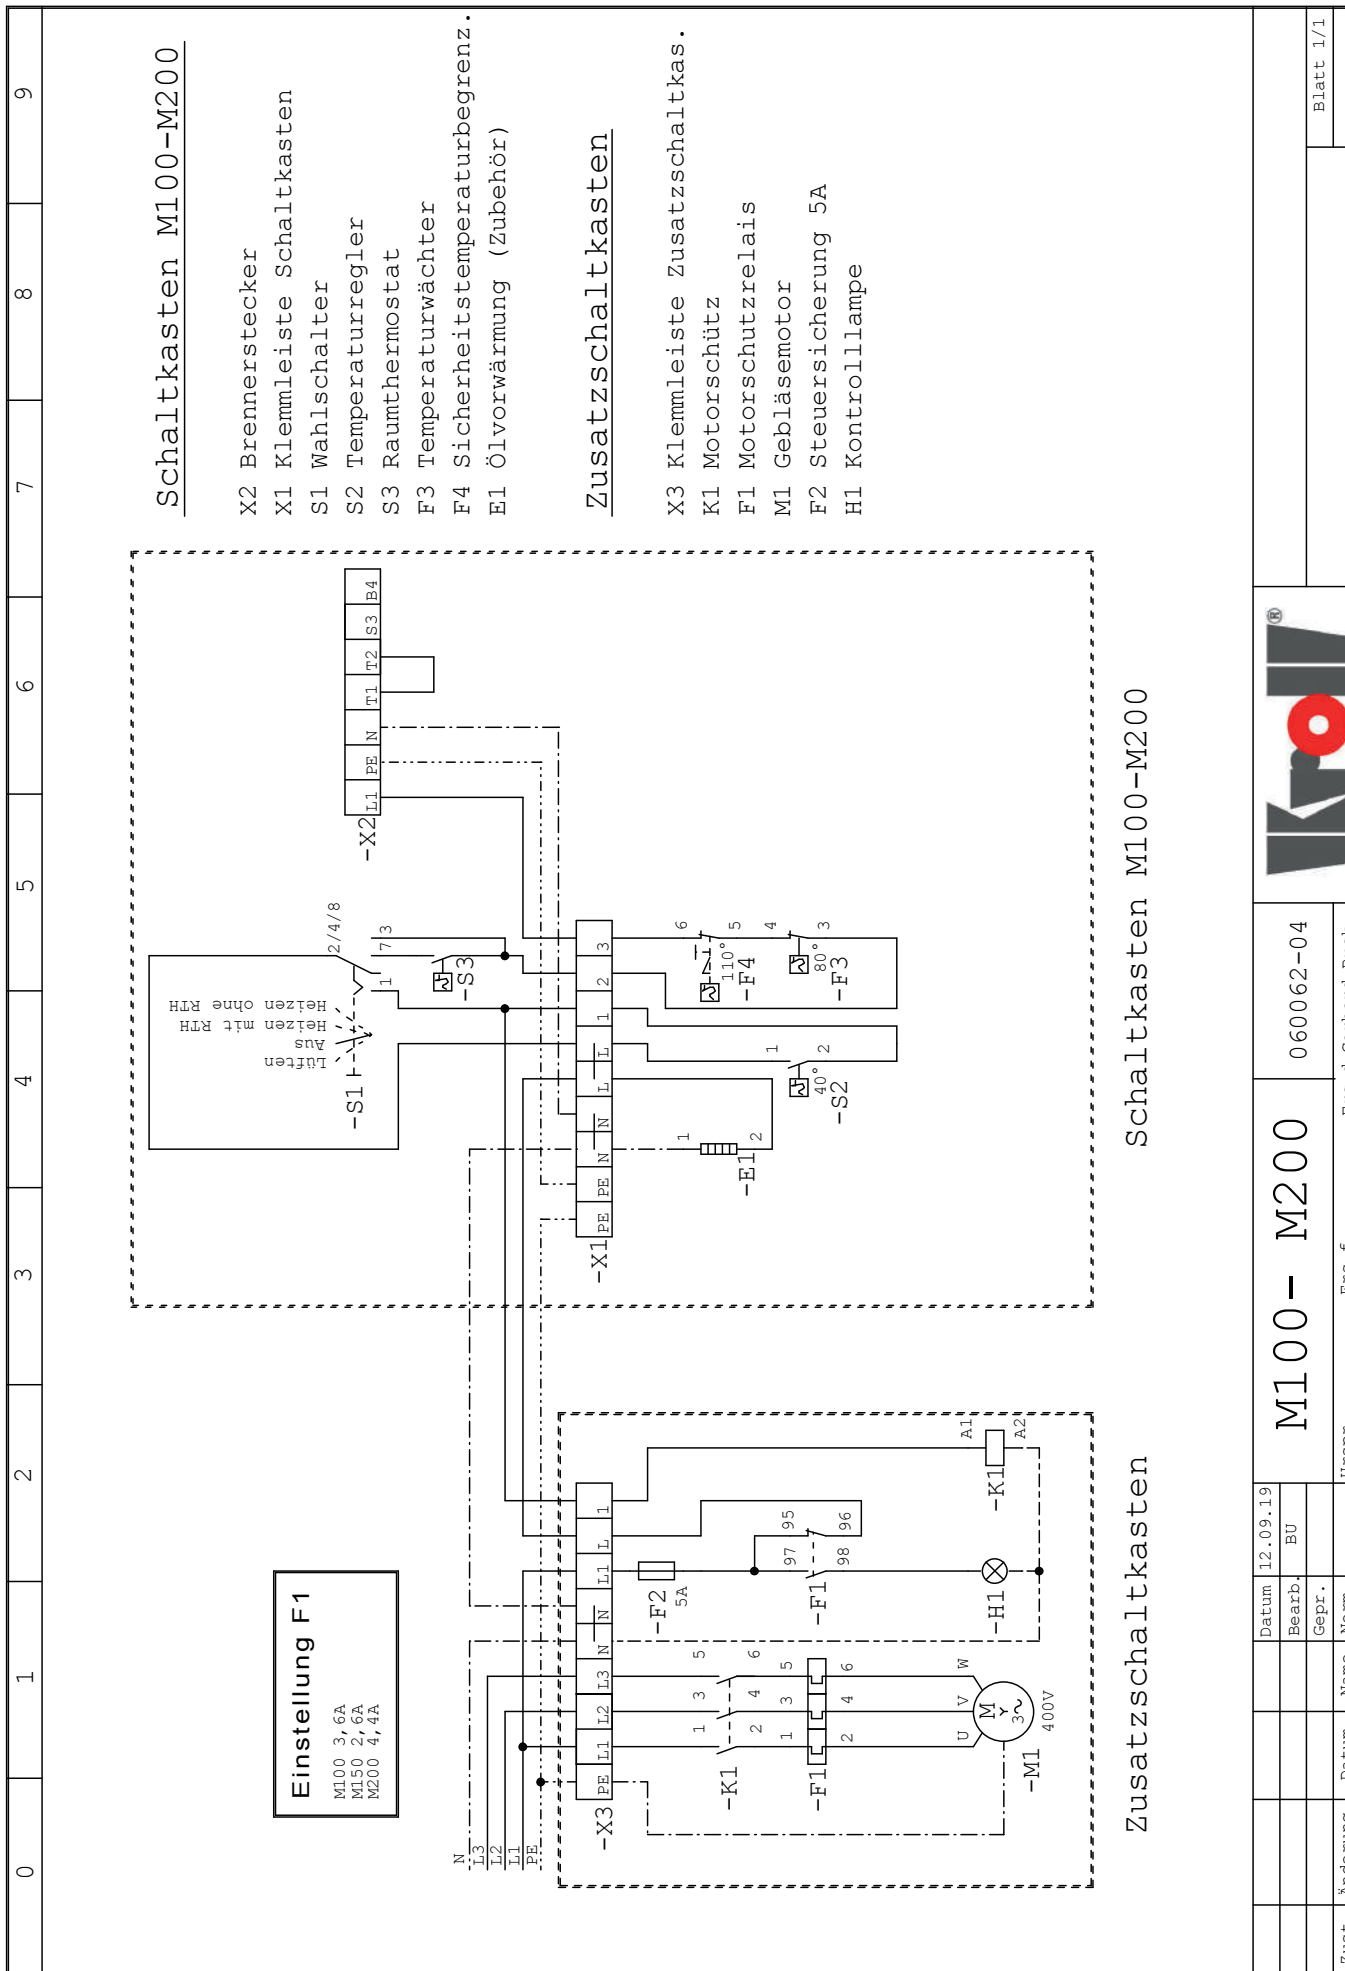 0 1 2 3 4 5 6 7 8 9
Schaltkasten M100-M200
X2 Brennerstecker
X1 Klemmleiste Schaltkasten
S1 Wahlschalter
S2 Temperaturregler
S3 Raumthermostat
F3 Temperaturwächter
F4 Sicherheitstemperaturbegrenz.
E1 Ölvorwärmung (Zubehör)
Zusatzschaltkasten
X3 Klemmleiste Zusatzschaltkas.
K1 Motorschütz
F1 Motorschutzrelais
M1 Gebläsemotor
F2 Steuersicherung 5A
H1 Kontrolllampe
Einstellung F1
M100 3,6A
M150 2,6A
M200 4,4A
N
L3
L2
L1
PE
-X3
PE L1 L2 L3 N N L1 L 1
-K1
1 3 5
2 4 6
-F1
1 3 5
2 4 6
U V W
M
Y
3~
-M1
400V
-F2
5A
-F1
97 95
98 96
-H1
-K1
A1
A2
Zusatzschaltkasten
-S1
Lüften
Aus
Heizen mit RTH
Heizen ohne RTH
2/4/8
1 7 3
-S3
-X2
L1 PE N T1 T2 S3 B4
-X1
PE PE N N L L 1 2 3
-E1
1
2
-S2
40°
1
2
-F4
110°
6
5
-F3
80°
4
3
Schaltkasten M100-M200
Datum 12.09.19
Bearb. BU
Gepr.
M100- M200
060062-04
Kroll®
Blatt 1/1